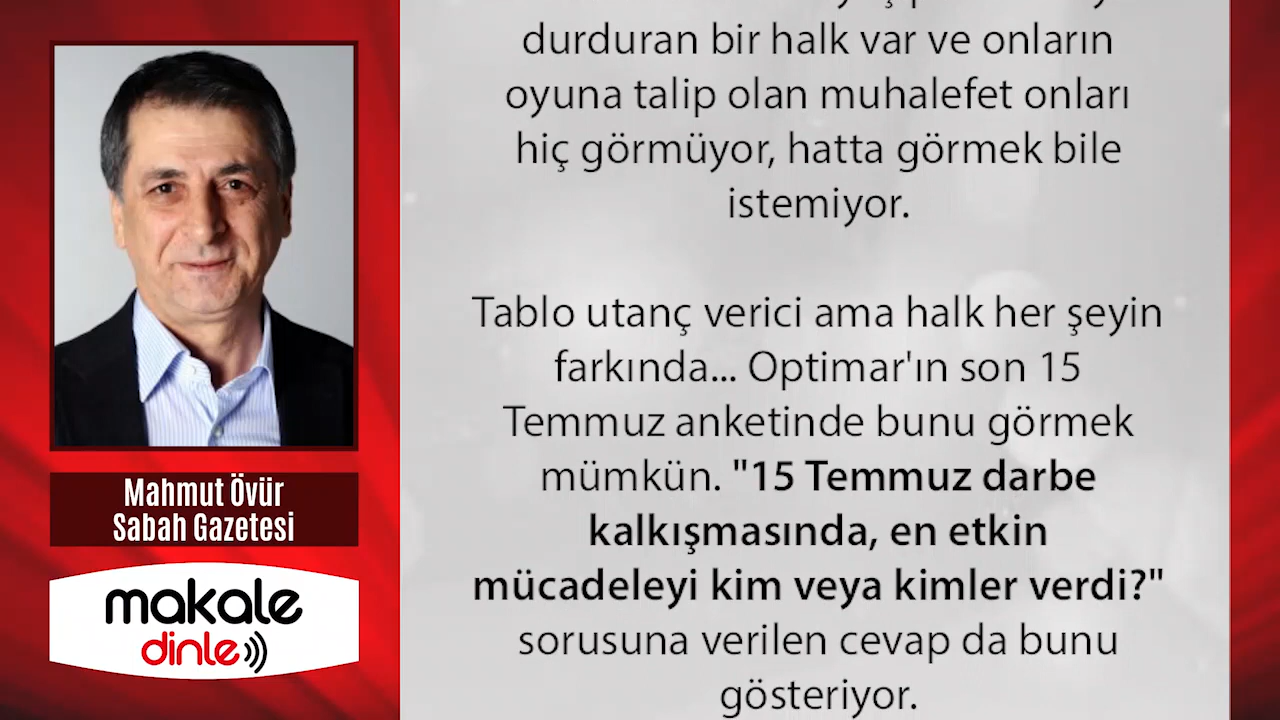 durduran bir halk var ve onların
oyuna talip olan muhalefet onları
hiç görmüyor, hatta görmek bile
istemiyor.
Tablo utanç verici ama halk her şeyin
farkında... Optimar'ın son 15
Temmuz anketinde bunu görmek
mümkün. "15 Temmuz darbe
kalkışmasında, en etkin
mücadeleyi kim veya kimler verdi?"
sorusuna verilen cevap da bunu
gösteriyor.
Mahmut Övür
Sabah Gazetesi
makale
dinle